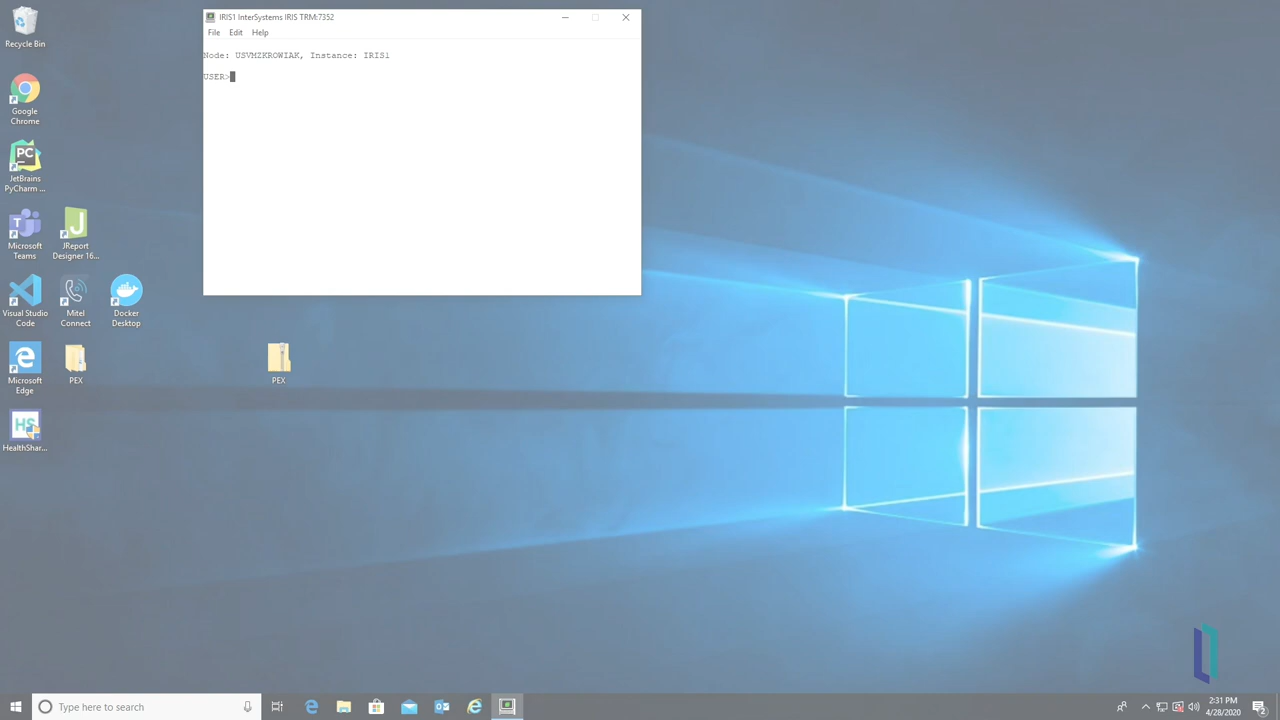 IRIS1 InterSystems IRIS TRM:7352
File Edit Help
Node: USVMZKROWIAK, Instance: IRIS1
USER>
Recycle Bin
Google
Chrome
JetBrains
PyCharm ...
Microsoft
Teams
JReport
Designer 16...
Visual Studio
Code
Mitel
Connect
Docker
Desktop
Microsoft
Edge
PEX
PEX
HealthShar...
Type here to search
2:31 PM
4/28/2020
2